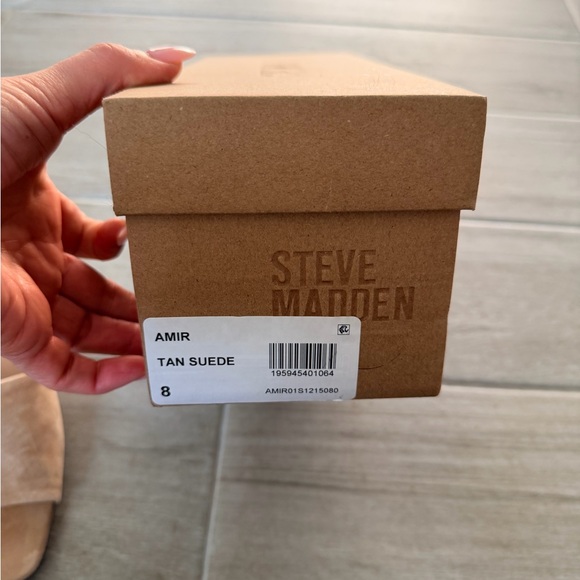 STEVE
MADDEN
AMIR
TAN SUEDE
195945401064
8
AMIR01S1215080